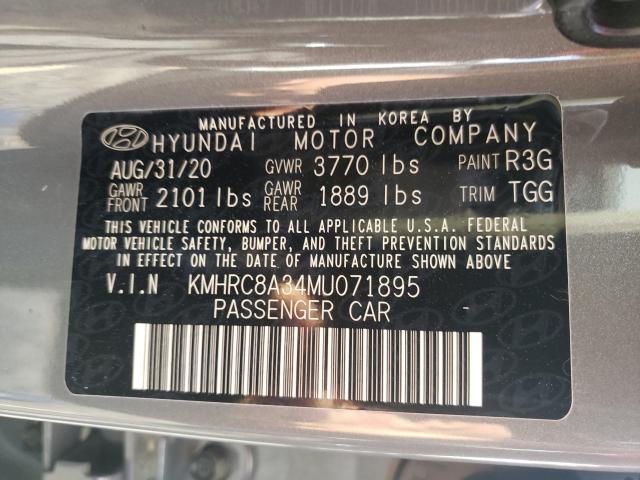 MANUFACTURED IN KOREA BY
HYUNDAI MOTOR COMPANY
AUG/31/20 GVWR 3770 lbs PAINT R3G
GAWR FRONT 2101 lbs GAWR REAR 1889 lbs TRIM TGG
THIS VEHICLE CONFORMS TO ALL APPLICABLE U.S.A. FEDERAL
MOTOR VEHICLE SAFETY, BUMPER, AND THEFT PREVENTION STANDARDS
IN EFFECT ON THE DATE OF MANUFACTURE SHOWN ABOVE
V.I.N KMHRC8A34MU071895
PASSENGER CAR